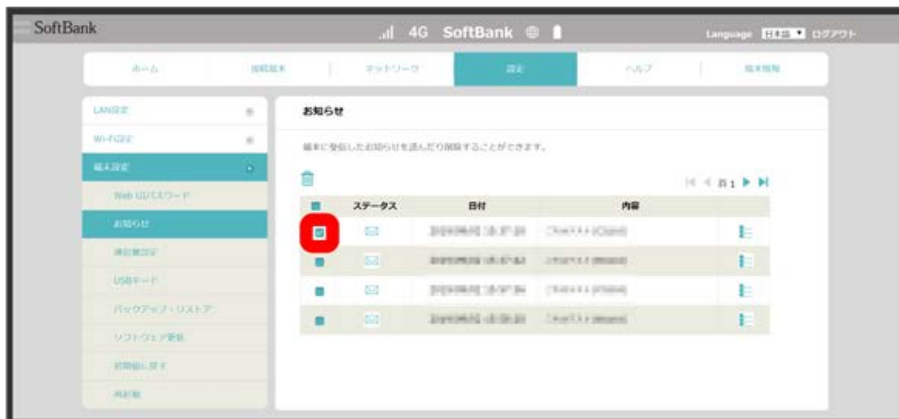 SoftBank
4G SoftBank
Language 日本語 ログアウト
ホーム 接続端末 ネットワーク 設定 ヘルプ 端末情報
LAN設定
Wi-Fi設定
端末設定
Web UIパスワード
お知らせ
通信量設定
USBモード
バックアップ・リストア
ソフトウェア更新
初期値に戻す
再起動
お知らせ
端末に受信したお知らせを読んだり削除することができます。
頁 1
ステータス 日付 内容